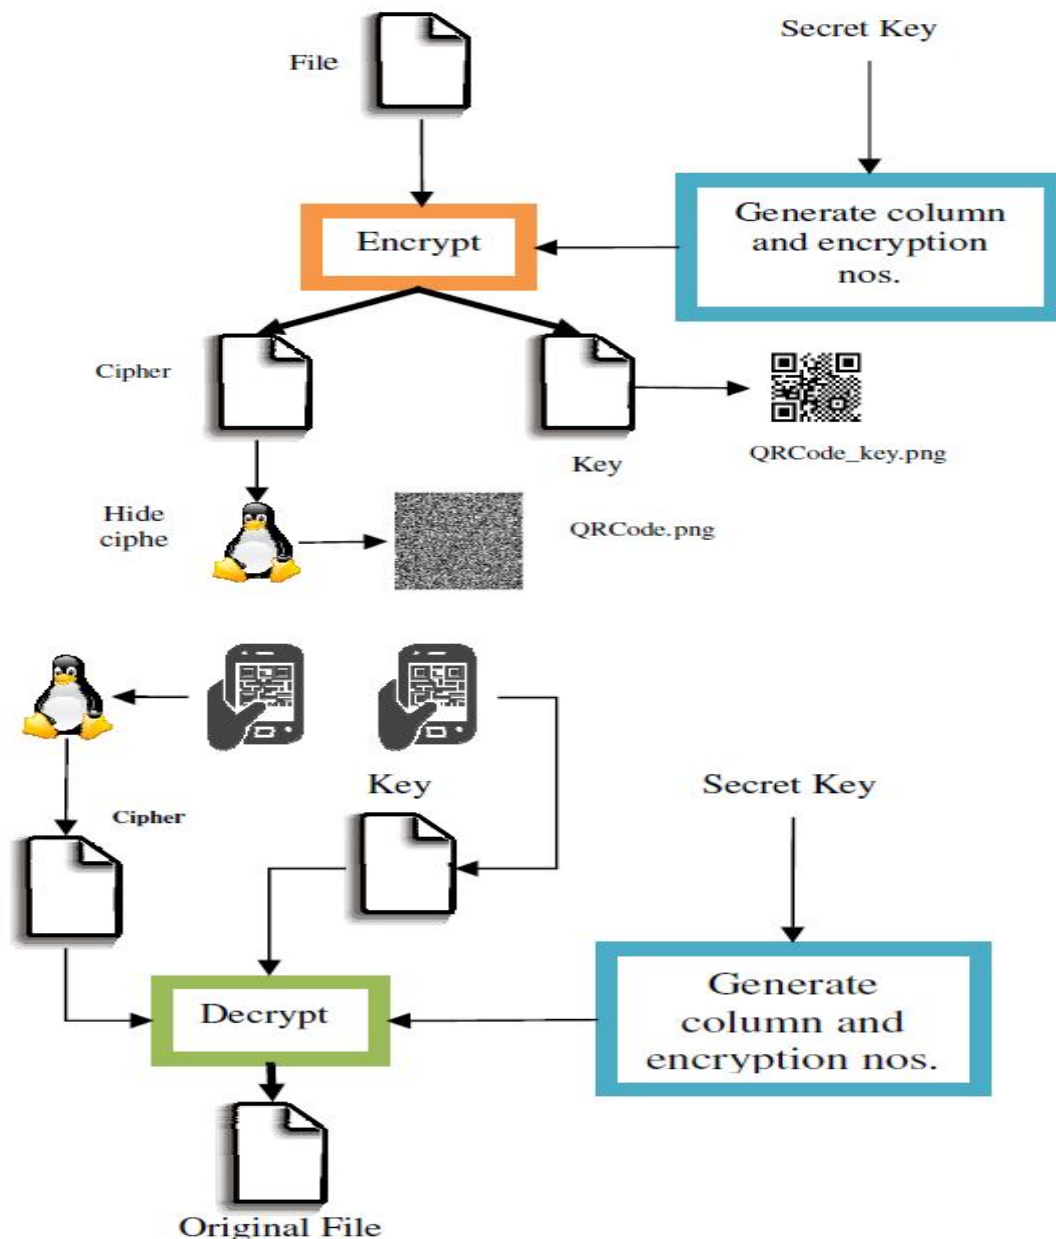 File
Secret Key
Encrypt
Generate column
and encryption
nos.
Cipher
Key
QRCode_key.png
Hide
ciphe
QRCode.png
Key
Secret Key
Cipher
Decrypt
Generate
column and
encryption nos.
Original File